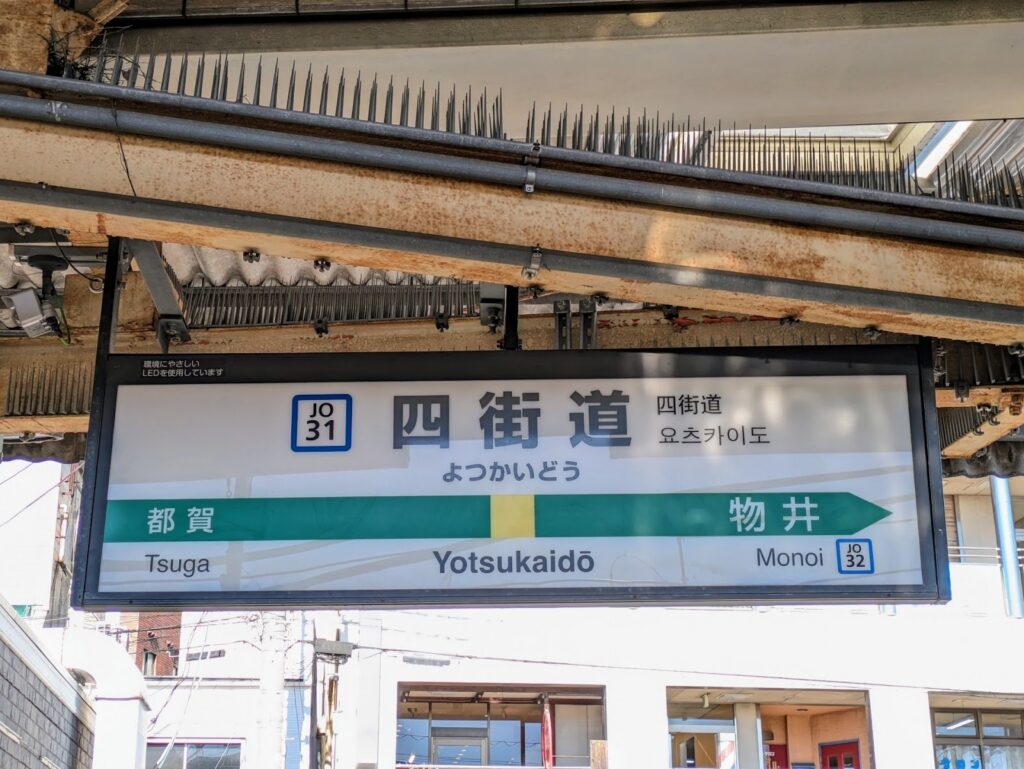 環境にやさしい
LEDを使用しています
JO
31
四街道
四街道
요츠카이도
よつかいどう
都賀
物井
Tsuga
Yotsukaidō
Monoi
JO
32